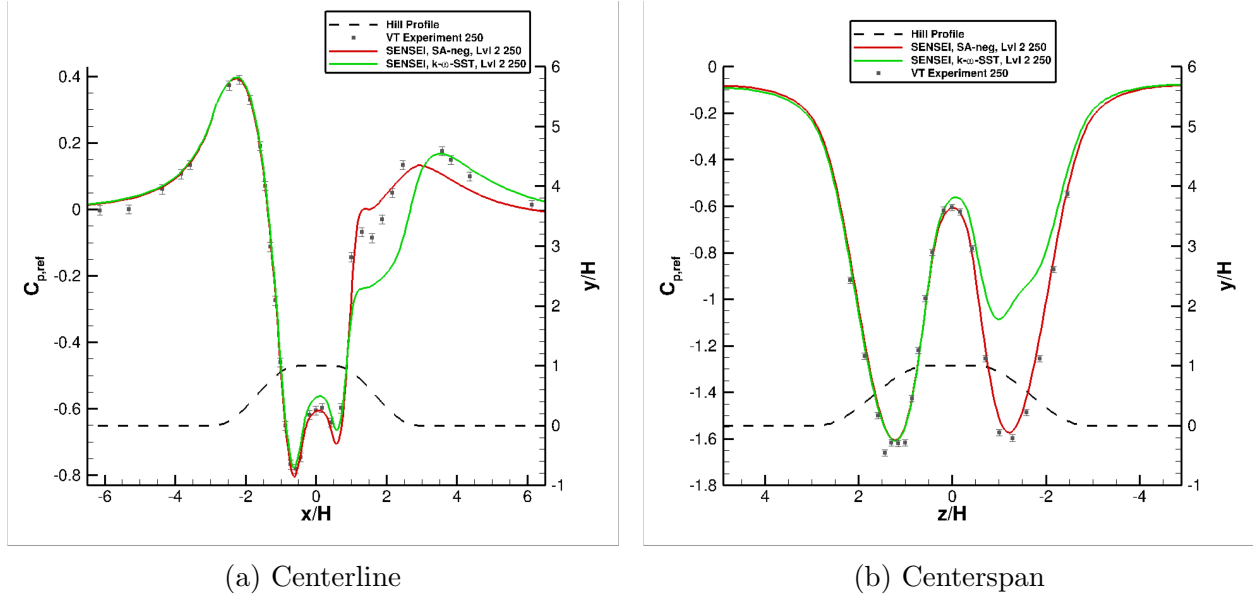 Hill Profile
VT Experiment 250
SENSEI, SA-neg, Lvl 2 250
SENSEI, k-ω-SST, Lvl 2 250
0.4
0.2
0
-0.2
-0.4
-0.6
-0.8
C_p,ref
6
5
4
3
2
1
0
-1
y/H
-6 -4 -2 0 2 4 6
x/H
(a) Centerline
Hill Profile
SENSEI, SA-neg, Lvl 2 250
SENSEI, k-ω-SST, Lvl 2 250
VT Experiment 250
0
-0.2
-0.4
-0.6
-0.8
-1
-1.2
-1.4
-1.6
-1.8
C_p,ref
6
5
4
3
2
1
0
-1
y/H
4 2 0 -2 -4
z/H
(b) Centerspan